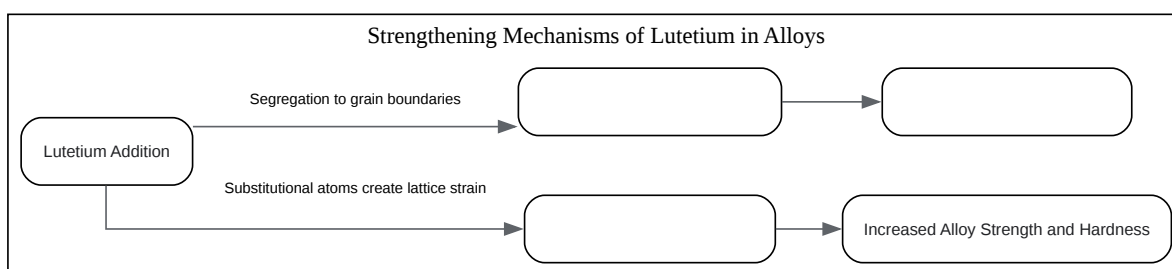 Strengthening Mechanisms of Lutetium in Alloys
Segregation to grain boundaries
Lutetium Addition
Substitutional atoms create lattice strain
Increased Alloy Strength and Hardness